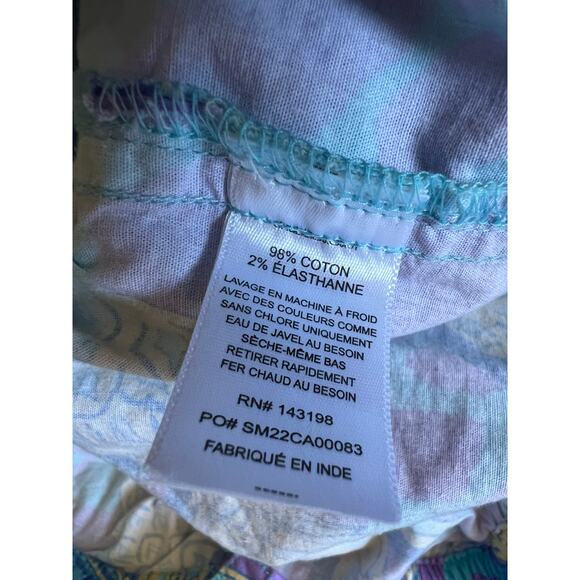 98% COTON
2% ÉLASTHANNE
LAVAGE EN MACHINE À FROID
AVEC DES COULEURS COMME
SANS CHLORE UNIQUEMENT
EAU DE JAVEL AU BESOIN
SÈCHE-MÊME BAS
RETIRER RAPIDEMENT
FER CHAUD AU BESOIN
RN# 143198
PO# SM22CA00083
FABRIQUÉ EN INDE